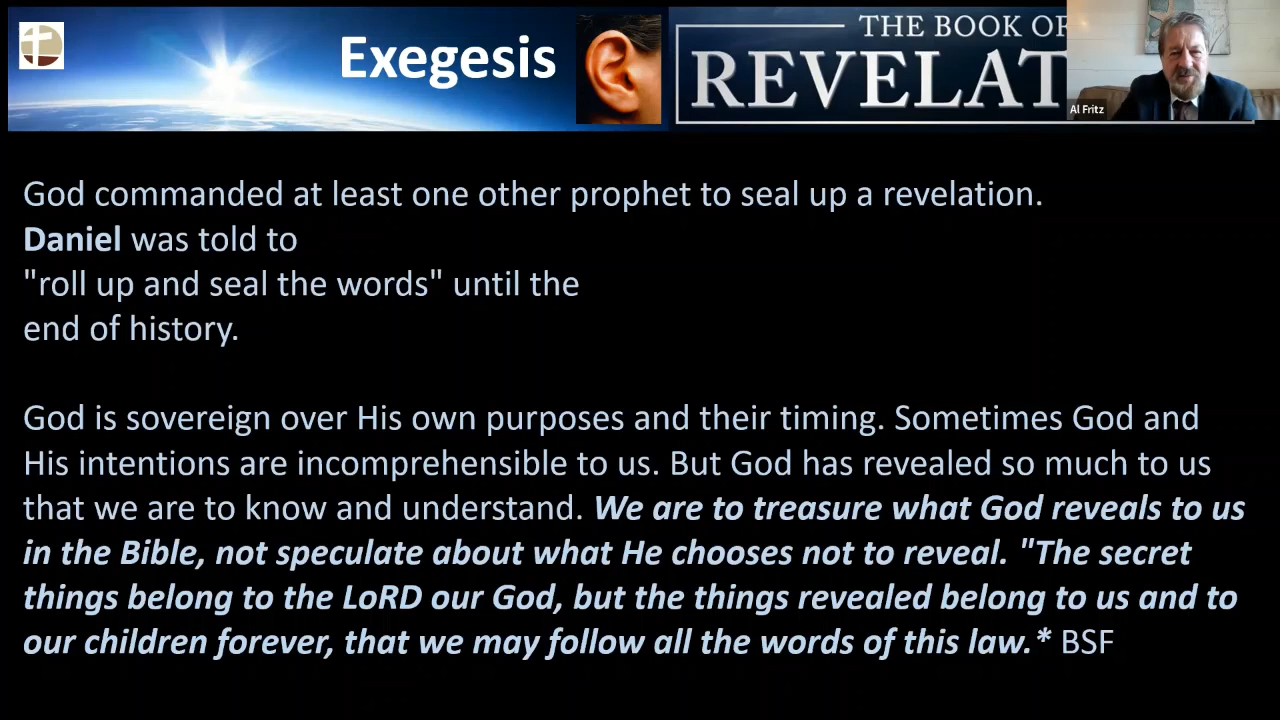 Exegesis
THE BOOK OF
REVELAT
Al Fritz
God commanded at least one other prophet to seal up a revelation.
Daniel was told to
"roll up and seal the words" until the
end of history.
God is sovereign over His own purposes and their timing. Sometimes God and
His intentions are incomprehensible to us. But God has revealed so much to us
that we are to know and understand. We are to treasure what God reveals to us
in the Bible, not speculate about what He chooses not to reveal. "The secret
things belong to the LoRD our God, but the things revealed belong to us and to
our children forever, that we may follow all the words of this law.* BSF